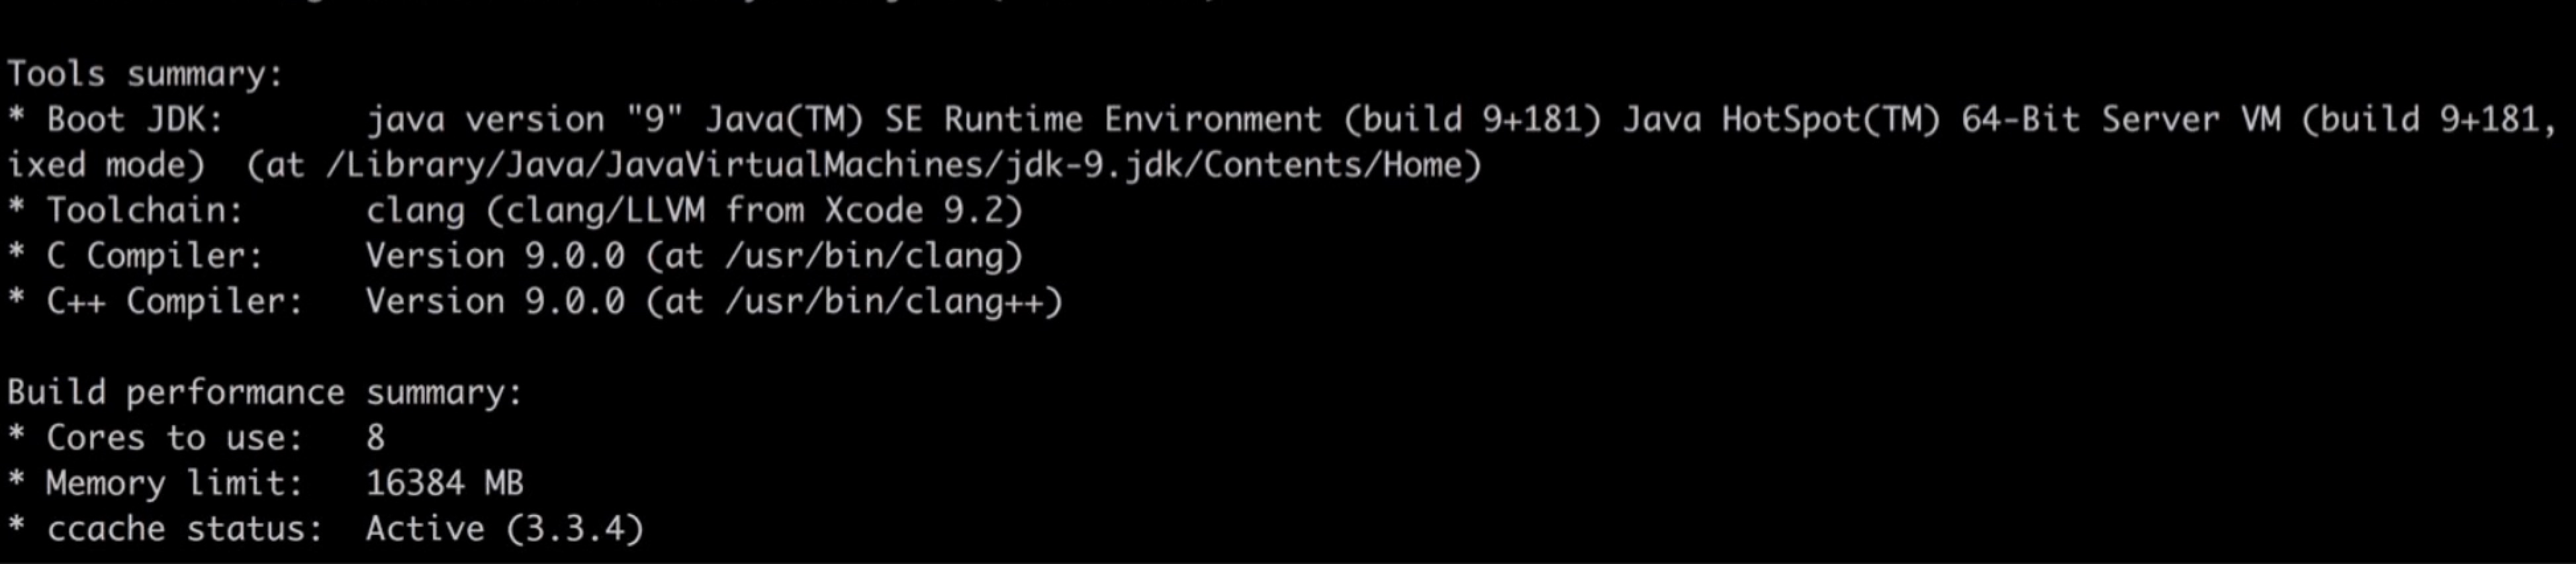 Tools summary:
* Boot JDK:       java version "9" Java(TM) SE Runtime Environment (build 9+181) Java HotSpot(TM) 64-Bit Server VM (build 9+181,
ixed mode)  (at /Library/Java/JavaVirtualMachines/jdk-9.jdk/Contents/Home)
* Toolchain:      clang (clang/LLVM from Xcode 9.2)
* C Compiler:     Version 9.0.0 (at /usr/bin/clang)
* C++ Compiler:   Version 9.0.0 (at /usr/bin/clang++)

Build performance summary:
* Cores to use:   8
* Memory limit:   16384 MB
* ccache status:  Active (3.3.4)